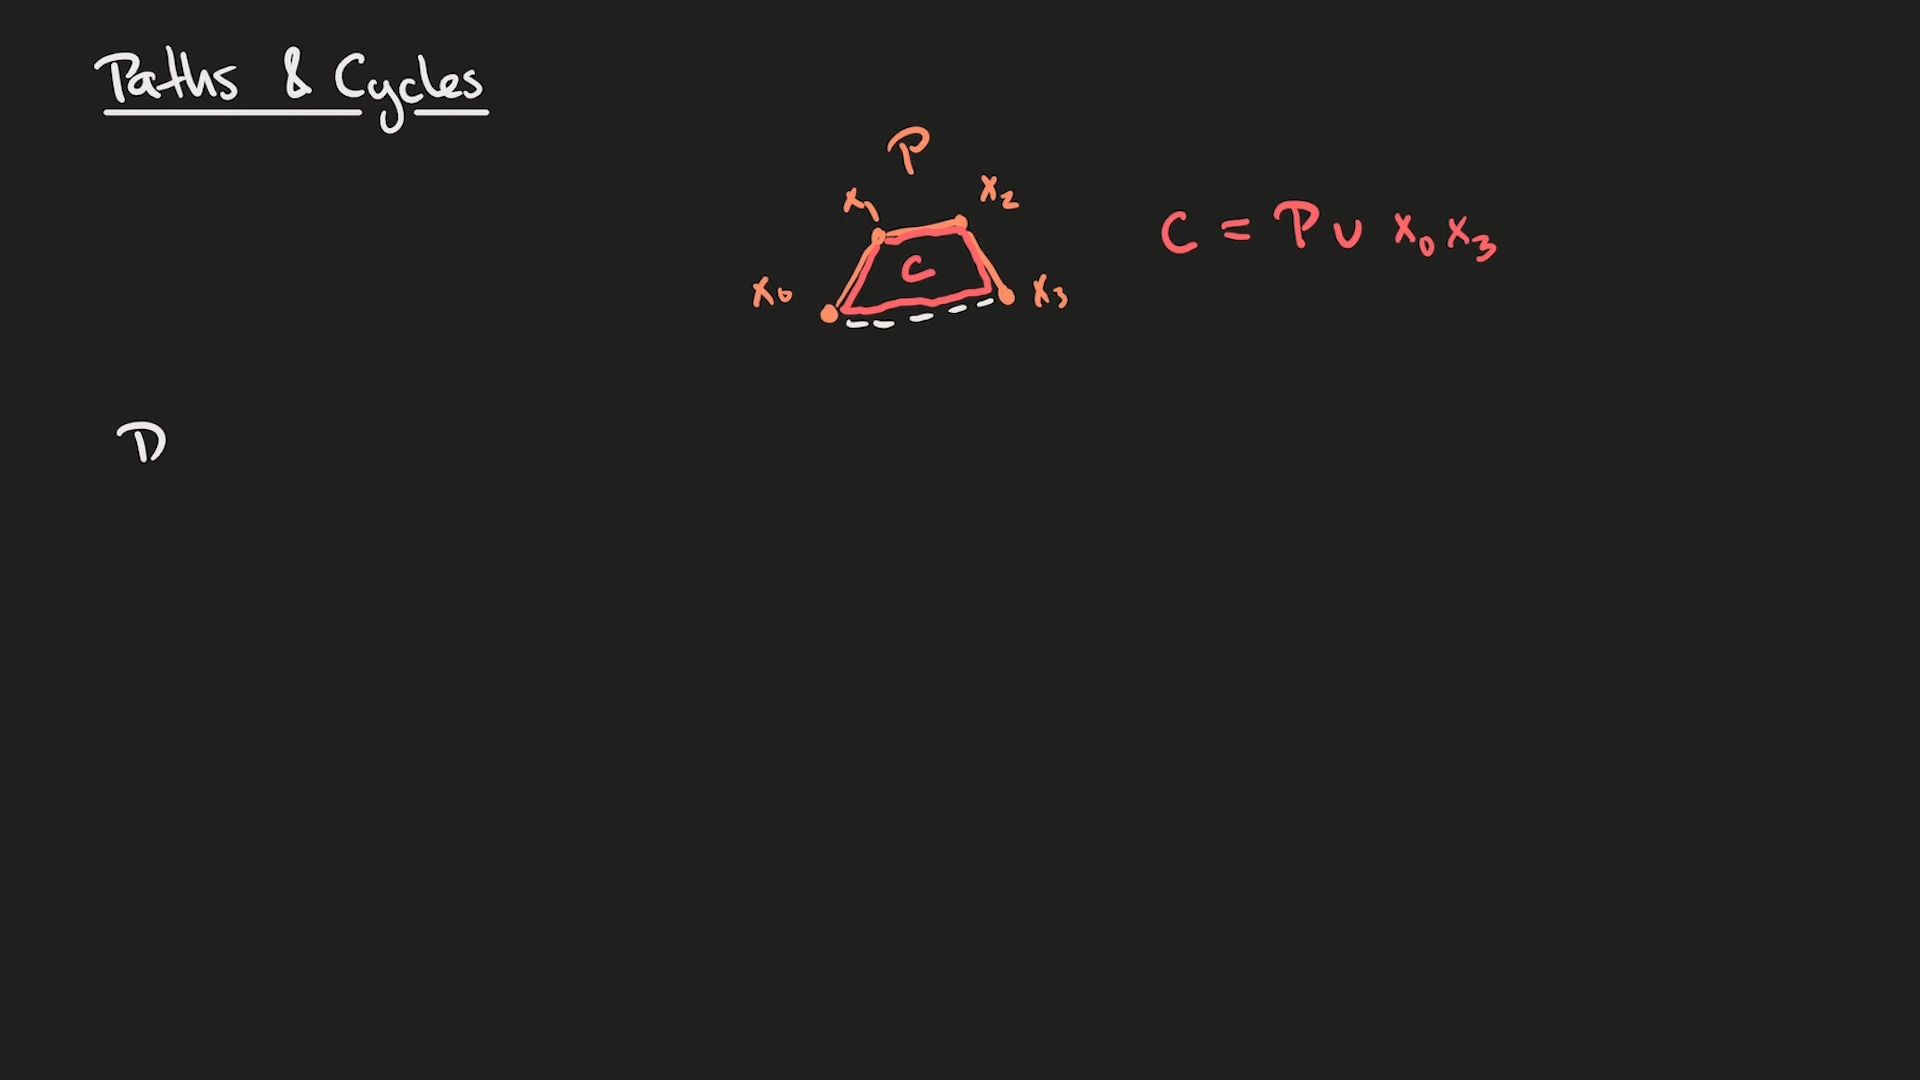 Paths & Cycles
P
x₁ x₂
C = P ∪ x₀x₃
C
x₀ x₃
D